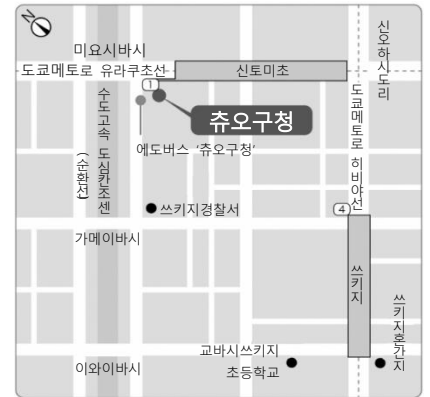 N
미요시바시
도쿄메트로 유라쿠초선
신토미초
신오하시도리
1
츄오구청
에도버스 '츄오구청'
수도고속 도심칸조센
(순환선)
도쿄메트로 히비야선
쓰키지경찰서
4
가메이바시
쓰키지
쓰키지혼간지
교바시쓰키지
초등학교
이와이바시